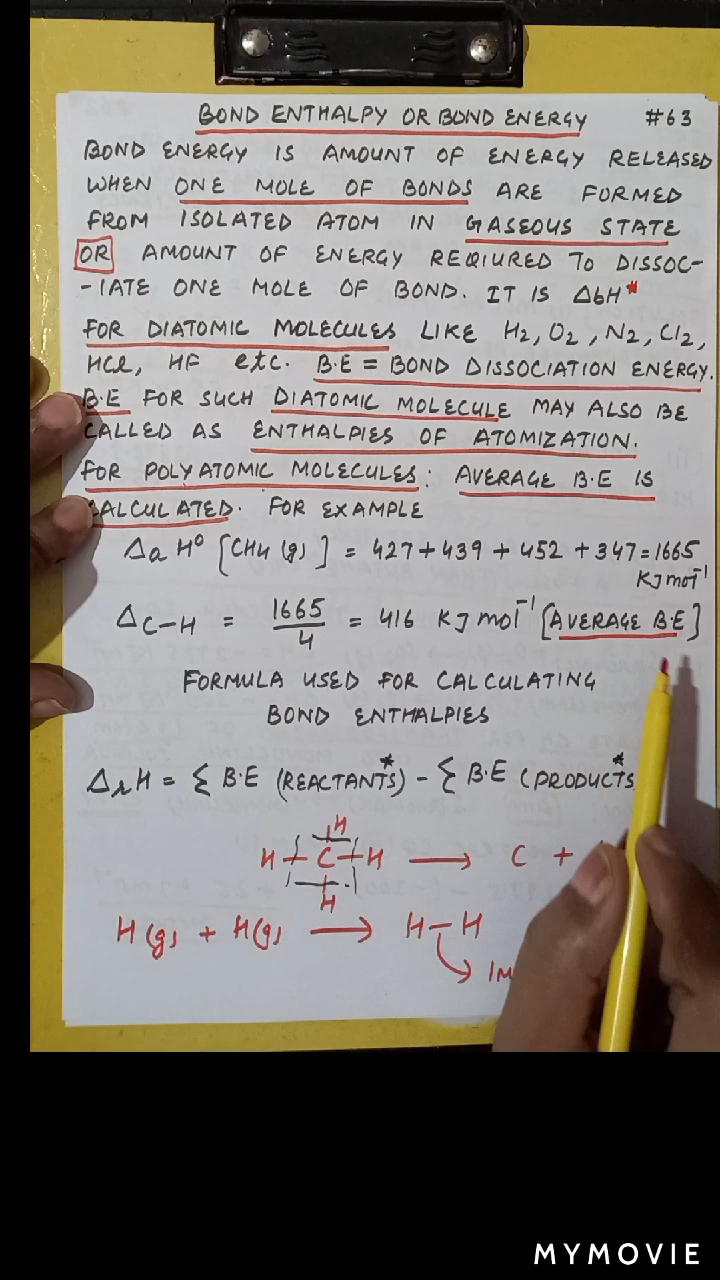 BOND ENTHALPY OR BOND ENERGY #63
BOND ENERGY IS AMOUNT OF ENERGY RELEASED
WHEN ONE MOLE OF BONDS ARE FORMED
FROM ISOLATED ATOM IN GASEOUS STATE
OR AMOUNT OF ENERGY REQIURED TO DISSOC-
-IATE ONE MOLE OF BOND. IT IS ΔbH*
FOR DIATOMIC MOLECULES LIKE H₂, O₂, N₂, Cl₂,
HCl, HF etc. B.E = BOND DISSOCIATION ENERGY.
B.E FOR SUCH DIATOMIC MOLECULE MAY ALSO BE
CALLED AS ENTHALPIES OF ATOMIZATION.
FOR POLYATOMIC MOLECULES: AVERAGE B.E IS
CALCULATED. FOR EXAMPLE
ΔaH° [CH₄(g)] = 427+439+452+347=1665
KJmol⁻¹
ΔC-H = 1665/4 = 416 KJmol⁻¹ [AVERAGE B.E]
FORMULA USED FOR CALCULATING
BOND ENTHALPIES
ΔrH = Σ B.E (REACTANTS*) - Σ B.E (PRODUCTS*
H
H C H → C +
H
H(g) + H(g) → H-H
MYMOVIE